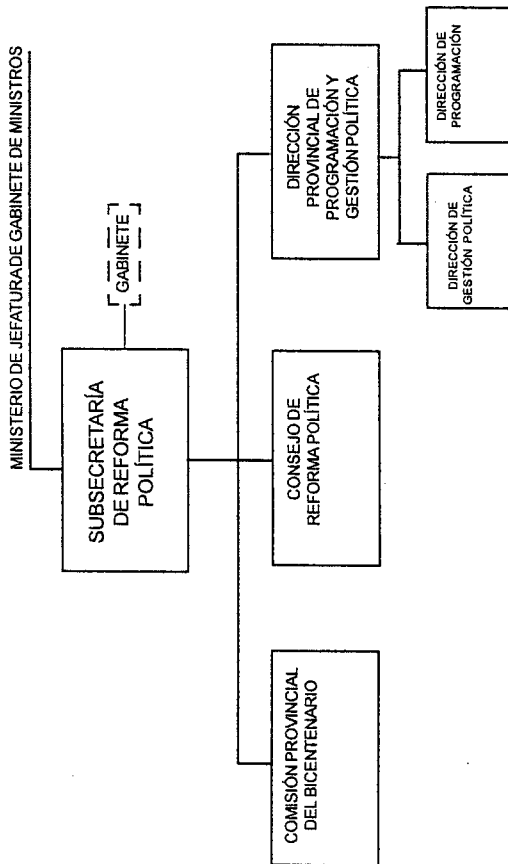 MINISTERIO DE JEFATURA DE GABINETE DE MINISTROS
SUBSECRETARÍA
DE REFORMA
POLÍTICA
GABINETE
COMISIÓN PROVINCIAL
DEL BICENTENARIO
CONSEJO DE
REFORMA POLÍTICA
DIRECCIÓN
PROVINCIAL DE
PROGRAMACIÓN Y
GESTIÓN POLÍTICA
DIRECCIÓN DE
GESTIÓN POLÍTICA
DIRECCIÓN DE
PROGRAMACIÓN